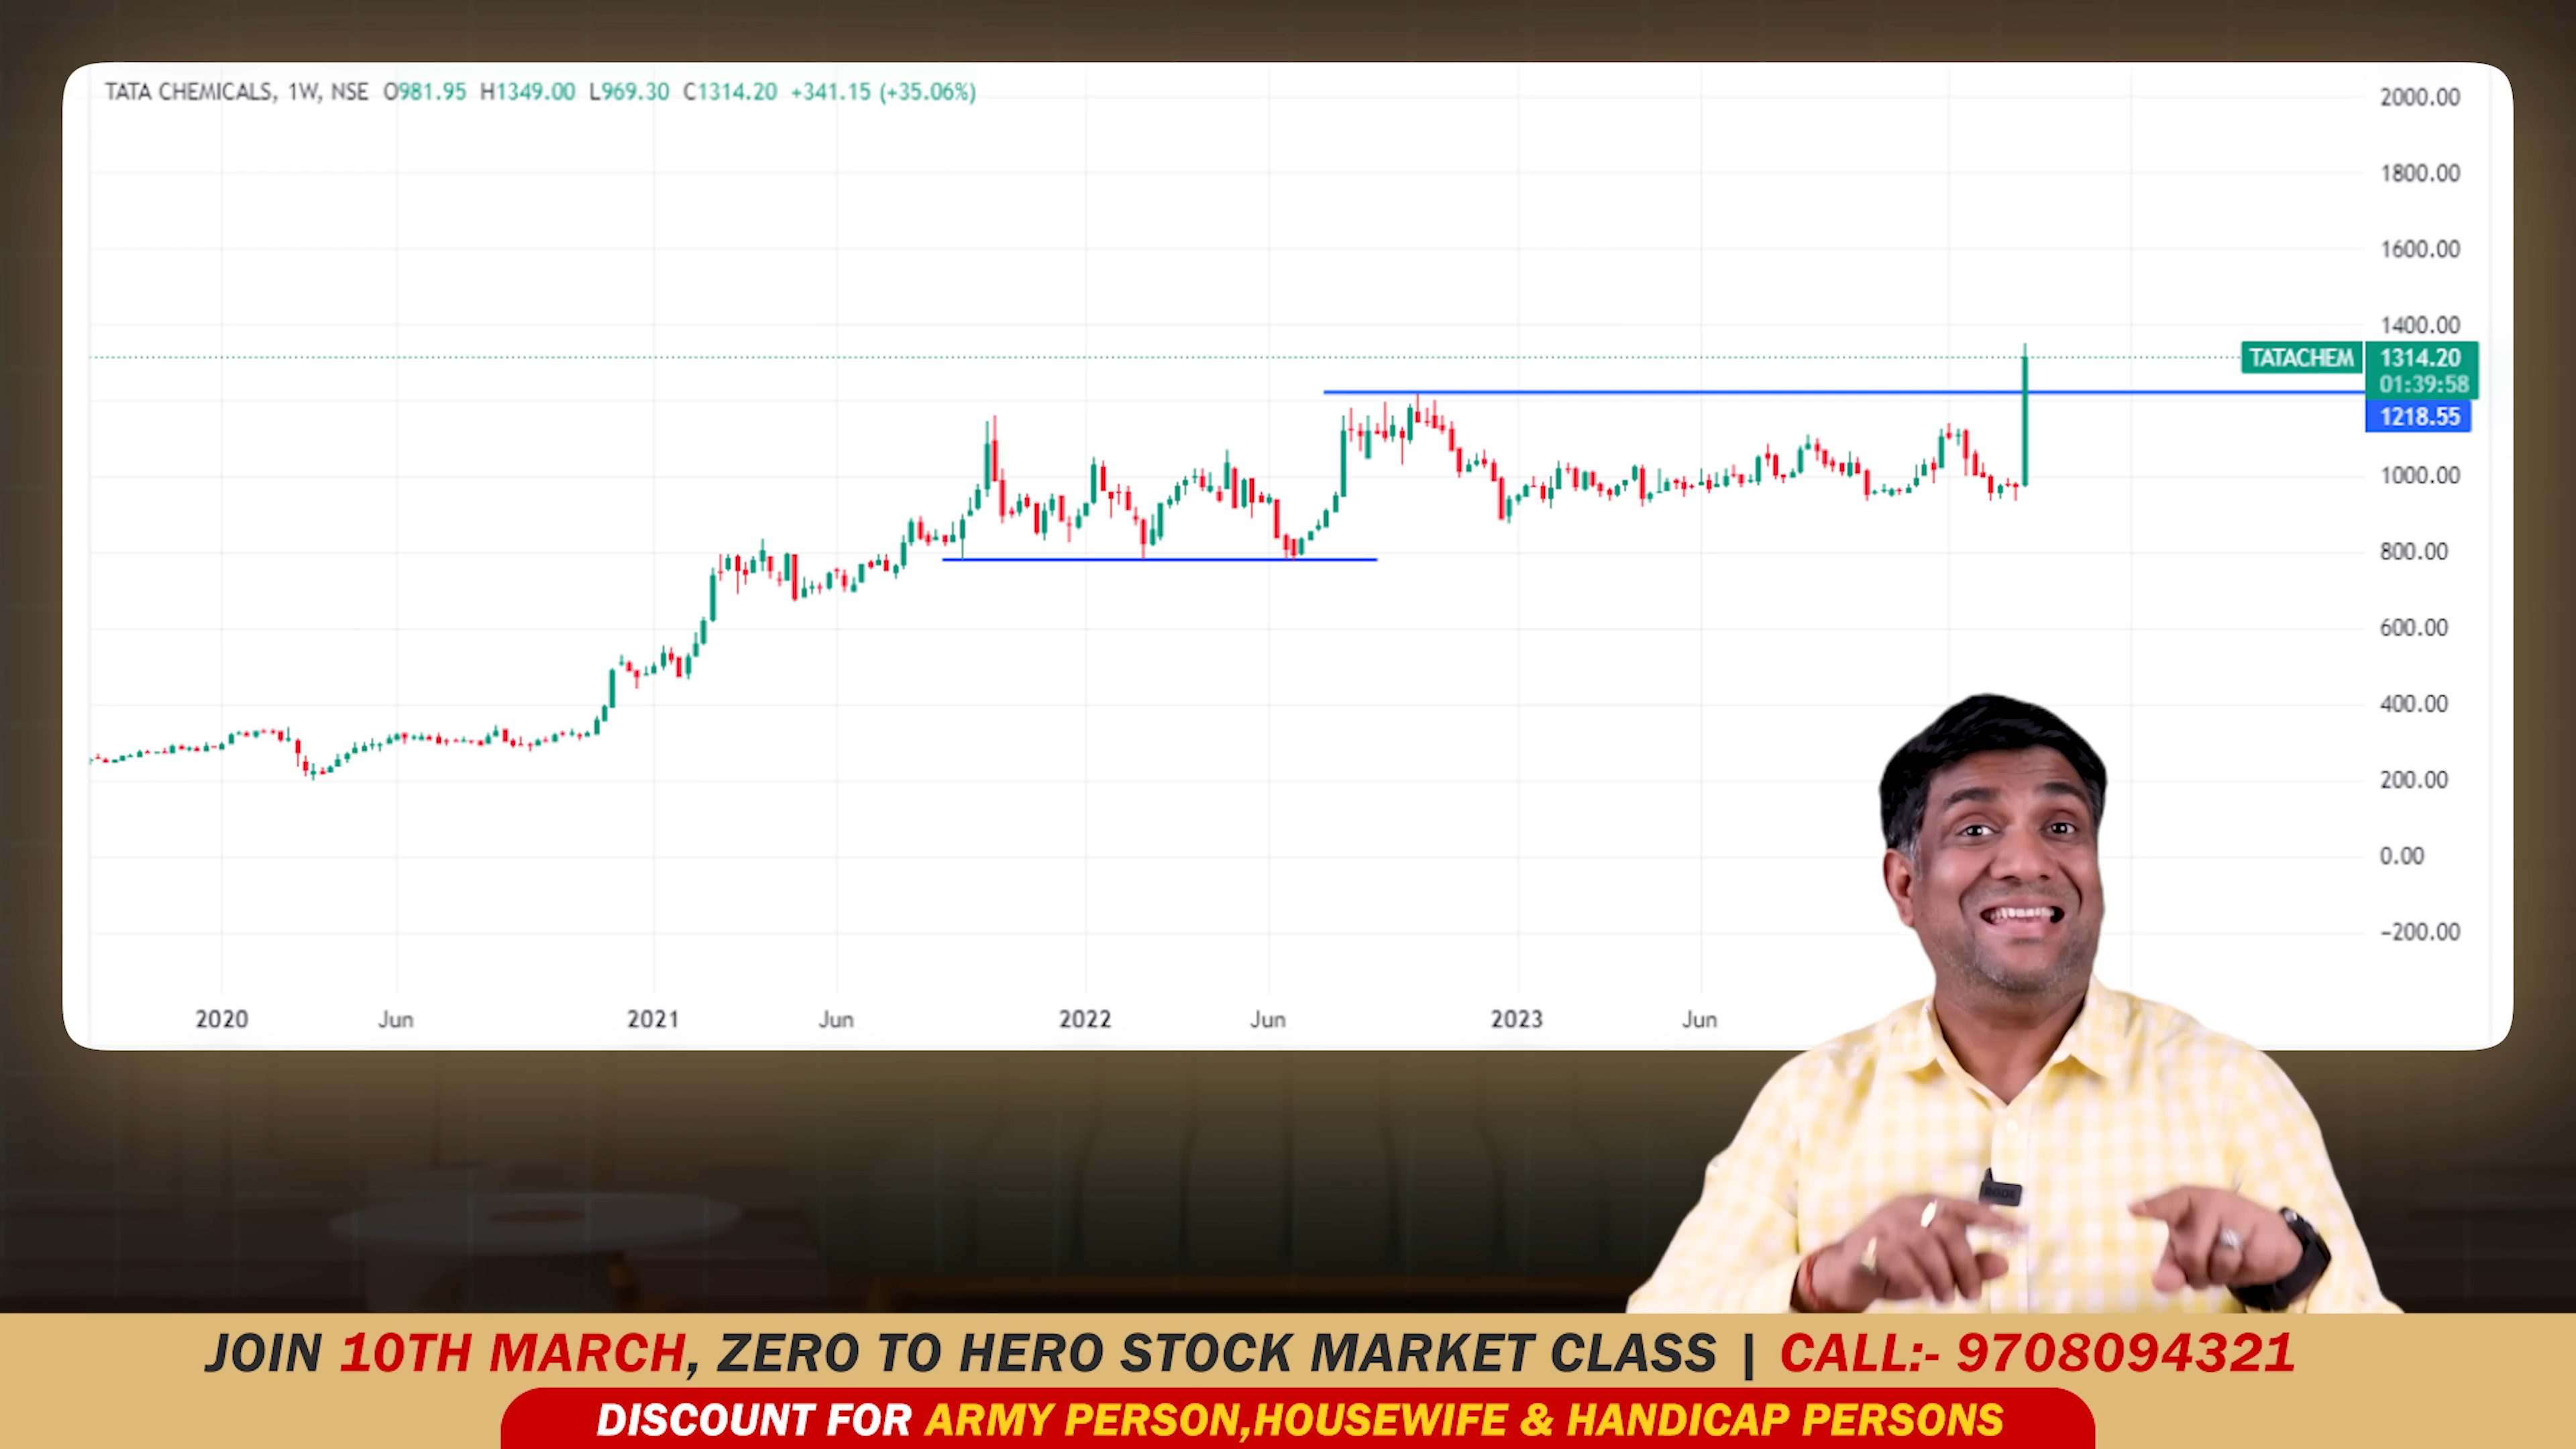 TATA CHEMICALS, 1W, NSE O981.95 H1349.00 L969.30 C1314.20 +341.15 (+35.06%)
2000.00
1800.00
1600.00
1400.00
TATACHEM 1314.20
01:39:58
1218.55
1000.00
800.00
600.00
400.00
200.00
0.00
-200.00
2020 Jun 2021 Jun 2022 Jun 2023 Jun
RODE
JOIN 10TH MARCH, ZERO TO HERO STOCK MARKET CLASS | CALL:- 9708094321
DISCOUNT FOR ARMY PERSON,HOUSEWIFE & HANDICAP PERSONS